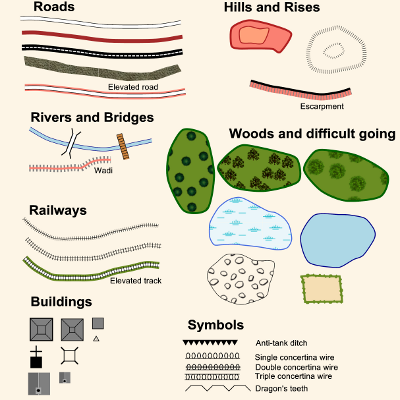 Roads
Hills and Rises
Elevated road
Escarpment
Rivers and Bridges
Woods and difficult going
Wadi
Railways
Elevated track
Buildings
Symbols
Anti-tank ditch
Single concertina wire
Double concertina wire
Triple concertina wire
Dragon's teeth